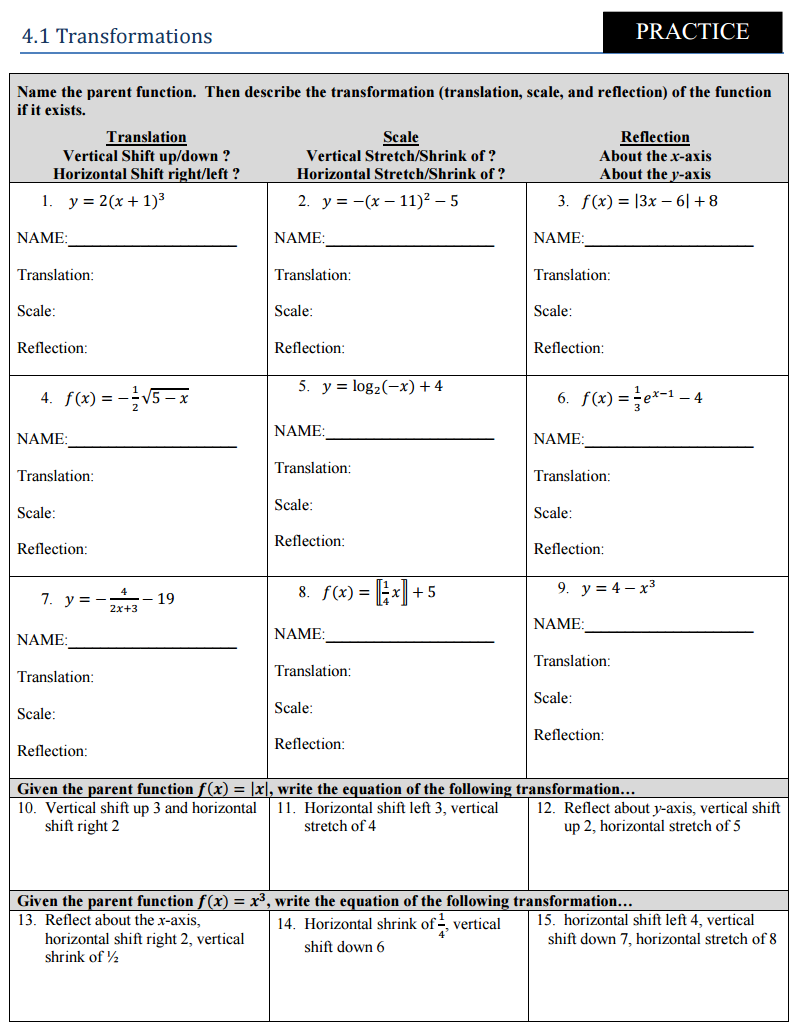 4.1 Transformations
PRACTICE
Name the parent function.  Then describe the transformation (translation, scale, and reflection) of the function
if it exists.
Translation
Vertical Shift up/down ?
Horizontal Shift right/left ?
Scale
Vertical Stretch/Shrink of ?
Horizontal Stretch/Shrink of ?
Reflection
About the x-axis
About the y-axis
1. y = 2(x + 1)³
NAME:____________________
Translation:
Scale:
Reflection:
2. y = −(x − 11)² − 5
NAME:____________________
Translation:
Scale:
Reflection:
3. f(x) = |3x − 6| + 8
NAME:____________________
Translation:
Scale:
Reflection:
4. f(x) = −½√(5 − x)
NAME:____________________
Translation:
Scale:
Reflection:
5. y = log₂(−x) + 4
NAME:____________________
Translation:
Scale:
Reflection:
6. f(x) = ⅓eˣ⁻¹ − 4
NAME:____________________
Translation:
Scale:
Reflection:
7. y = − 4/(2x+3) − 19
NAME:____________________
Translation:
Scale:
Reflection:
8. f(x) = ⟦¼x⟧ + 5
NAME:____________________
Translation:
Scale:
Reflection:
9. y = 4 − x³
NAME:____________________
Translation:
Scale:
Reflection:
Given the parent function f(x) = |x|, write the equation of the following transformation…
10. Vertical shift up 3 and horizontal
shift right 2
11. Horizontal shift left 3, vertical
stretch of 4
12. Reflect about y-axis, vertical shift
up 2, horizontal stretch of 5
Given the parent function f(x) = x³, write the equation of the following transformation…
13. Reflect about the x-axis,
horizontal shift right 2, vertical
shrink of ½
14. Horizontal shrink of ¼, vertical
shift down 6
15. horizontal shift left 4, vertical
shift down 7, horizontal stretch of 8